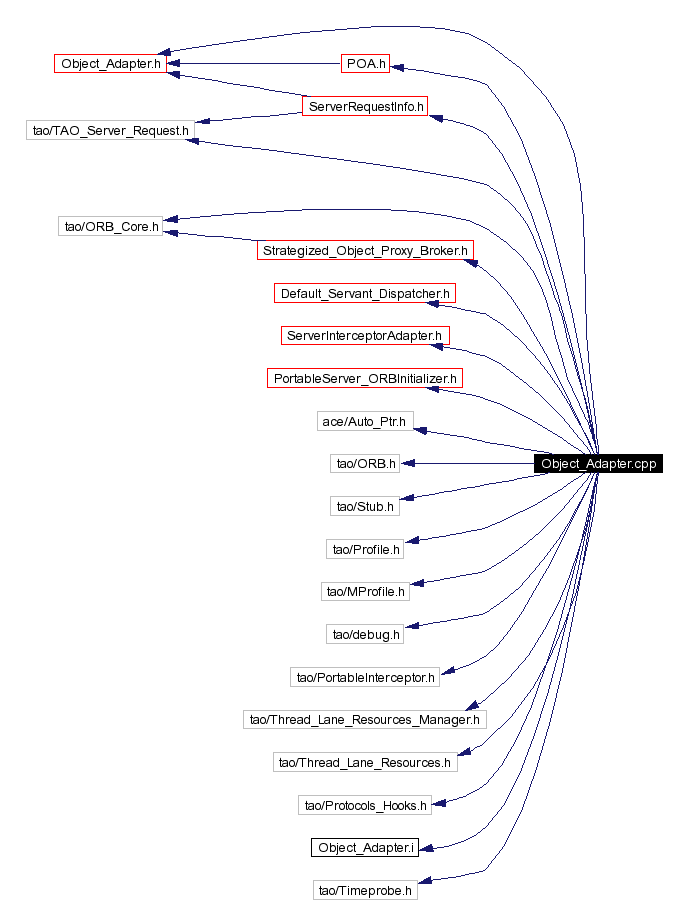 Object_Adapter.h
POA.h
ServerRequestInfo.h
tao/TAO_Server_Request.h
tao/ORB_Core.h
Strategized_Object_Proxy_Broker.h
Default_Servant_Dispatcher.h
ServerInterceptorAdapter.h
PortableServer_ORBInitializer.h
ace/Auto_Ptr.h
tao/ORB.h
Object_Adapter.cpp
tao/Stub.h
tao/Profile.h
tao/MProfile.h
tao/debug.h
tao/PortableInterceptor.h
tao/Thread_Lane_Resources_Manager.h
tao/Thread_Lane_Resources.h
tao/Protocols_Hooks.h
Object_Adapter.i
tao/Timeprobe.h